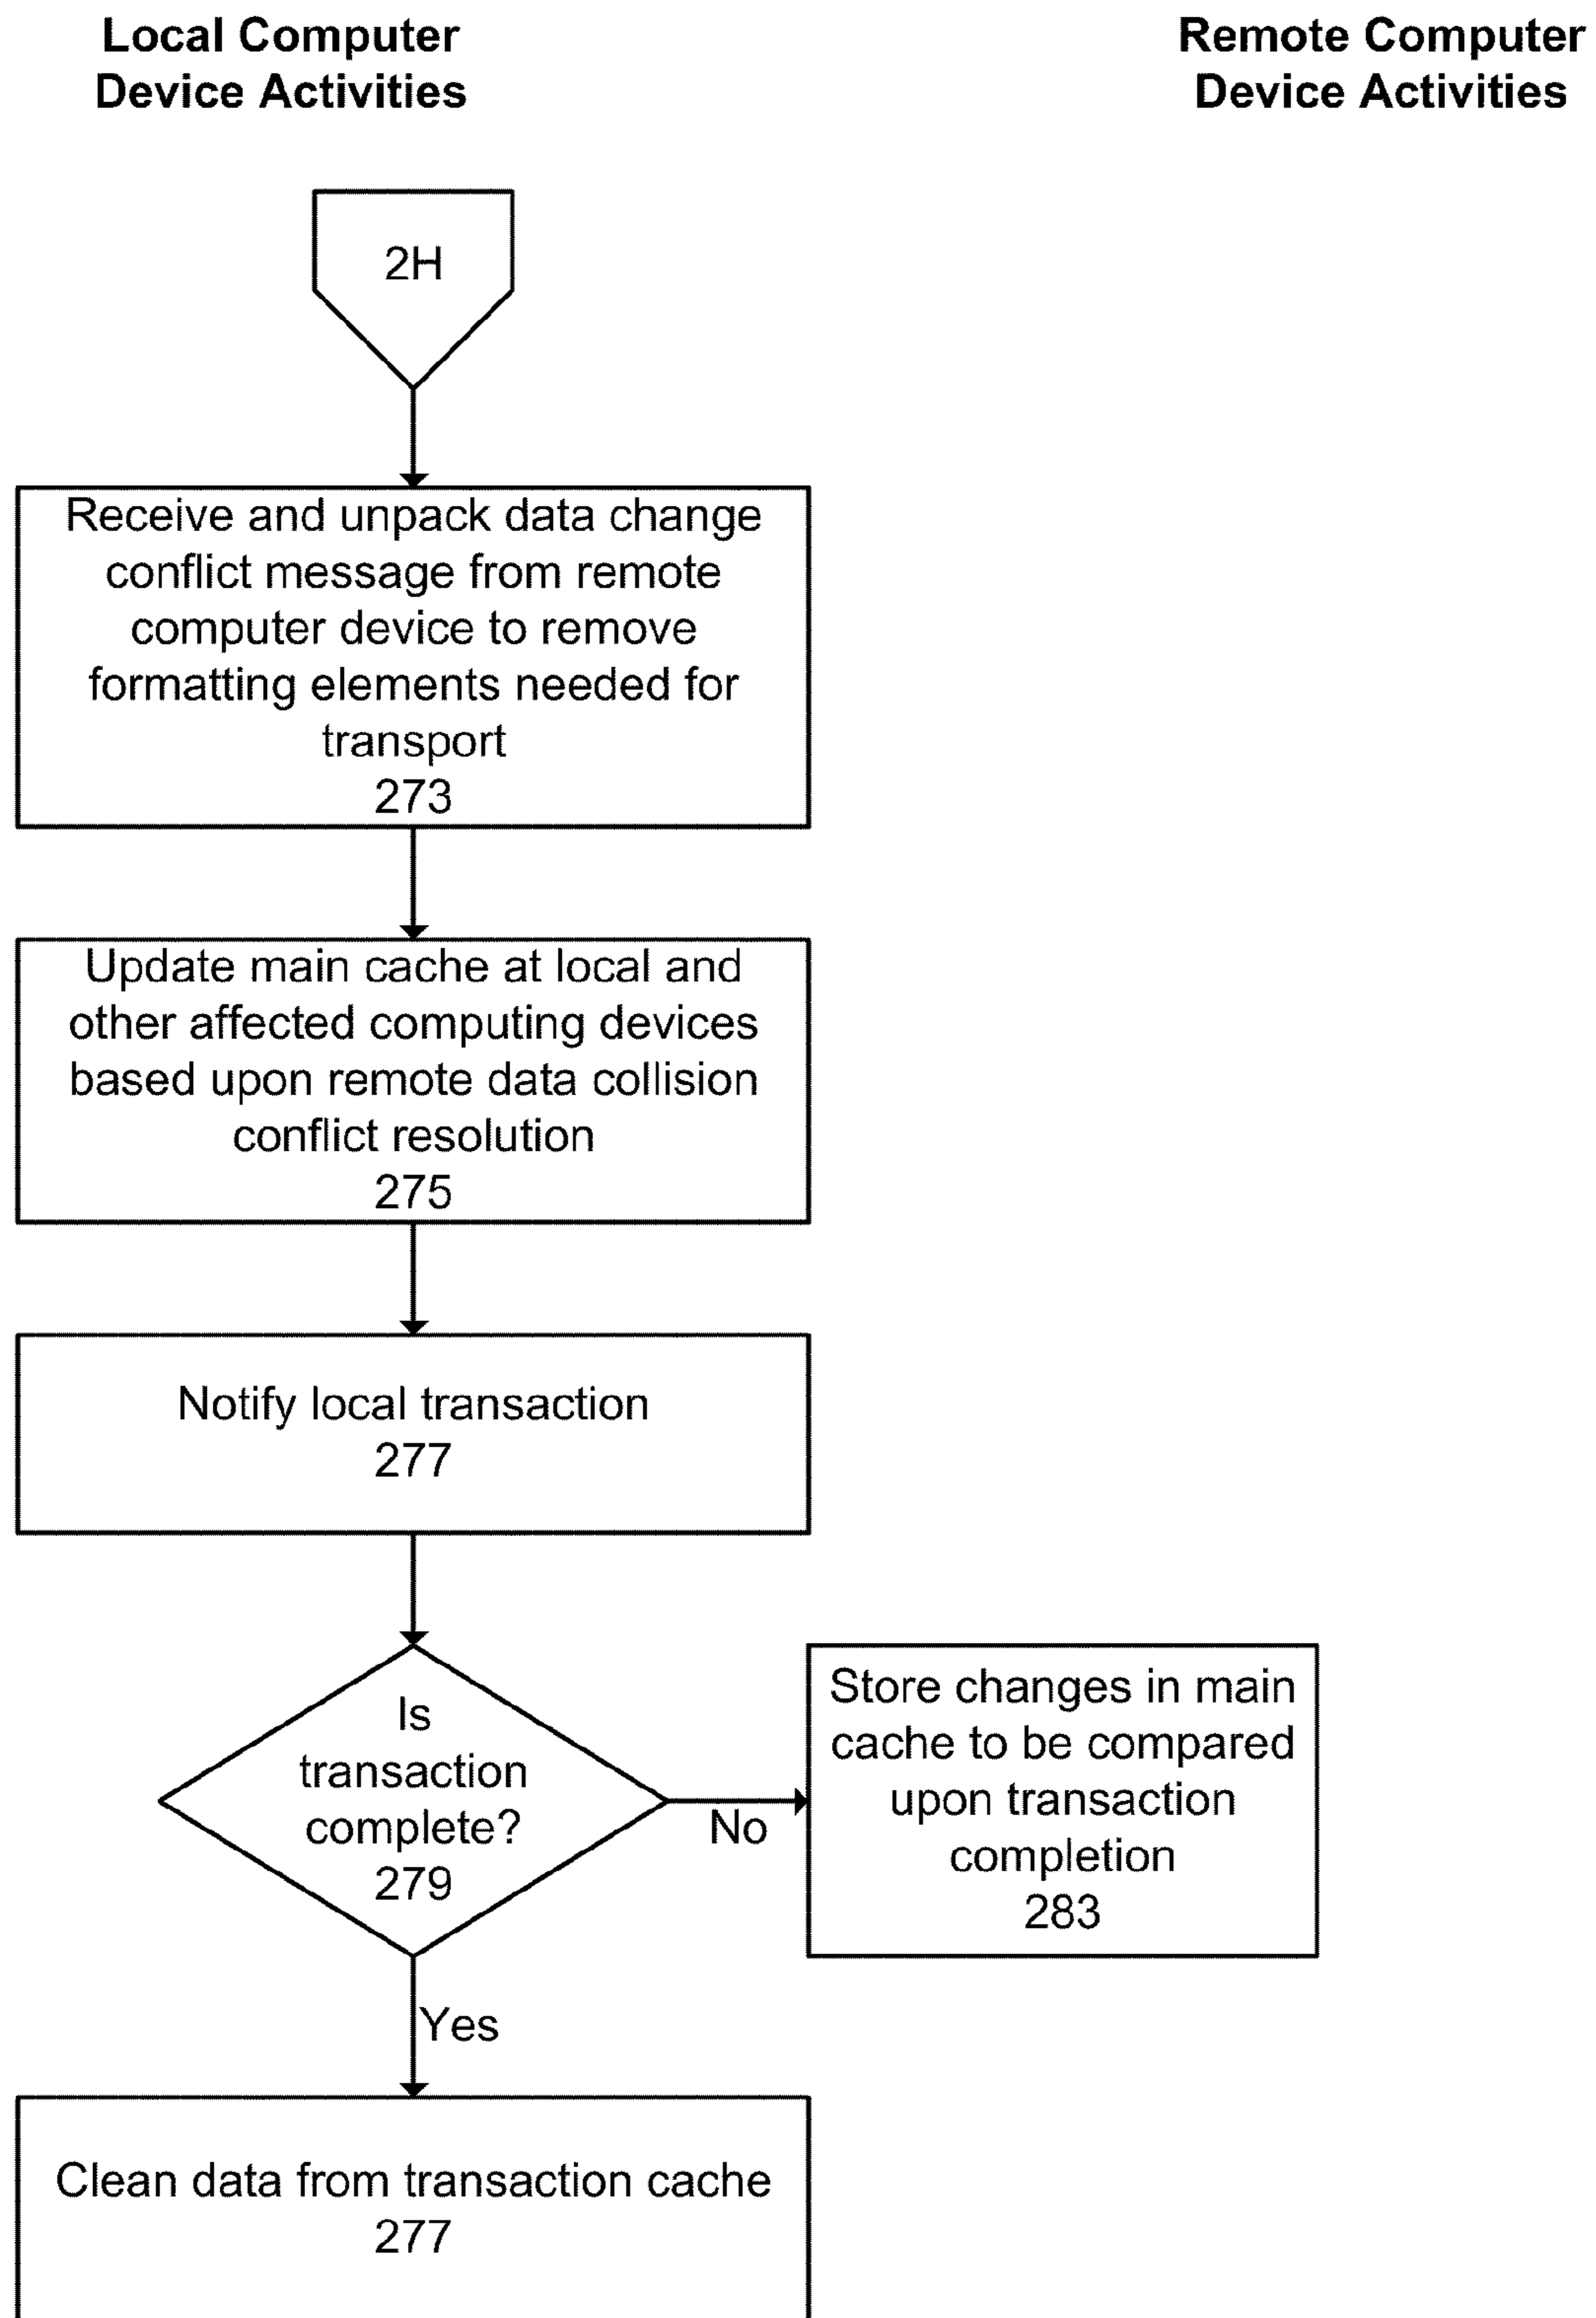 Local Computer
Device Activities
Remote Computer
Device Activities
2H
Receive and unpack data change
conflict message from remote
computer device to remove
formatting elements needed for
transport
273
Update main cache at local and
other affected computing devices
based upon remote data collision
conflict resolution
275
Notify local transaction
277
Is
transaction
complete?
279
No
Store changes in main
cache to be compared
upon transaction
completion
283
Yes
Clean data from transaction cache
277